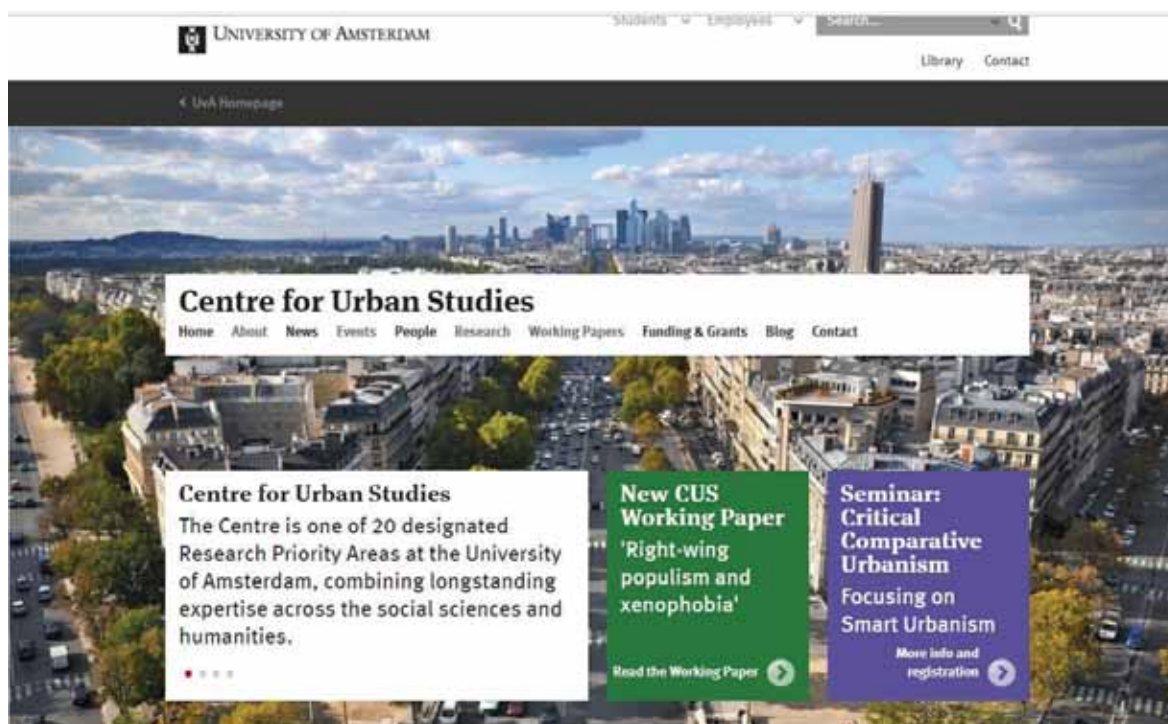 UNIVERSITY OF AMSTERDAM
Students Employees Search...
Library Contact
< UvA Homepage
Centre for Urban Studies
Home About News Events People Research Working Papers Funding & Grants Blog Contact
Centre for Urban Studies
The Centre is one of 20 designated
Research Priority Areas at the University
of Amsterdam, combining longstanding
expertise across the social sciences and
humanities.
New CUS
Working Paper
'Right-wing
populism and
xenophobia'
Read the Working Paper
Seminar:
Critical
Comparative
Urbanism
Focusing on
Smart Urbanism
More info and
registration